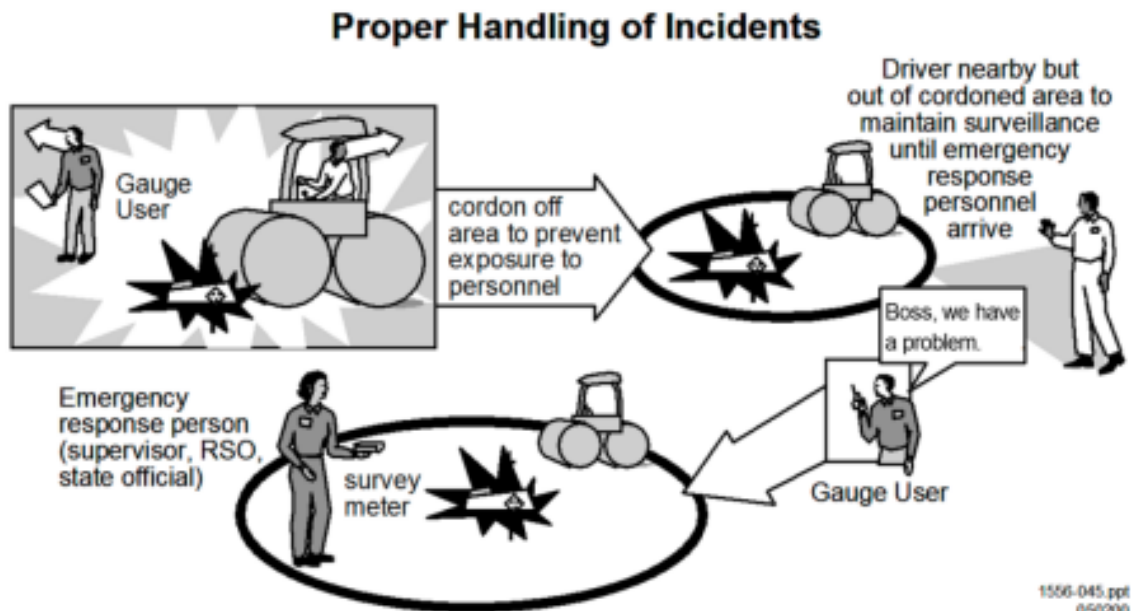 Proper Handling of Incidents
Gauge
User
cordon off
area to prevent
exposure to
personnel
Driver nearby but
out of cordoned area to
maintain surveillance
until emergency
response
personnel
arrive
Boss, we have
a problem.
Gauge User
Emergency
response person
(supervisor, RSO,
state official)
survey
meter
1556-045.ppt